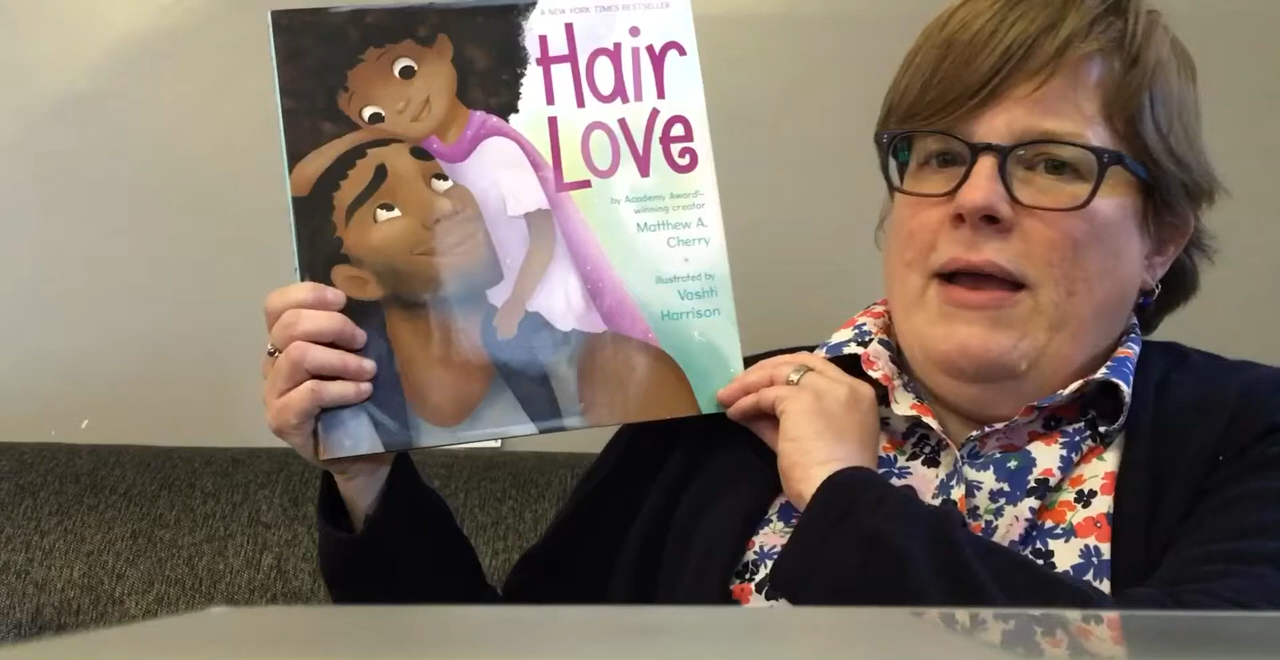 A NEW YORK TIMES BESTSELLER
Hair
Love
by Academy Award®–
winning creator
Matthew A.
Cherry
illustrated by
Vashti
Harrison